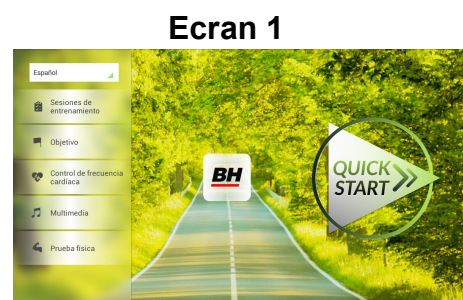 Ecran 1
Español
Sesiones de
entrenamiento
Objetivo
Control de frecuencia
cardiaca
Multimedia
Prueba física
BH
QUICK
START